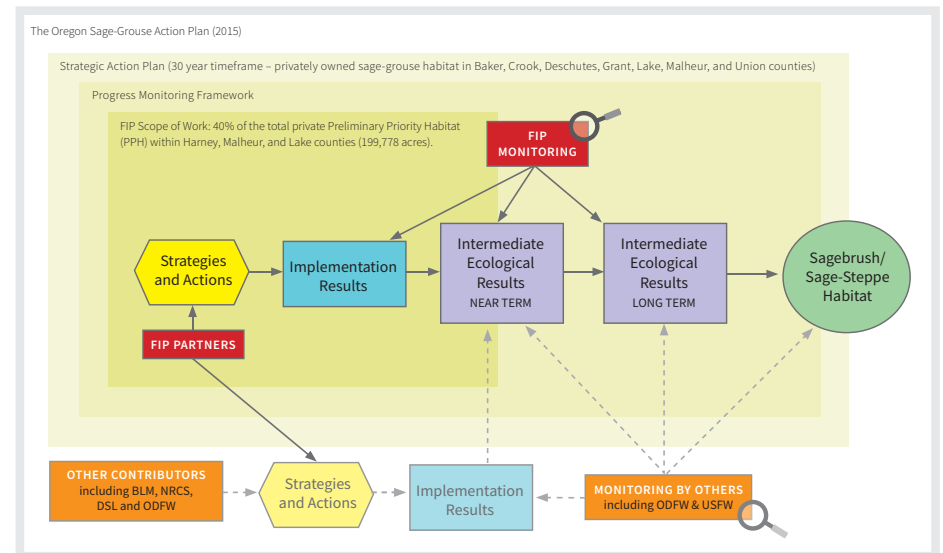 The Oregon Sage-Grouse Action Plan (2015)
Strategic Action Plan (30 year timeframe – privately owned sage-grouse habitat in Baker, Crook, Deschutes, Grant, Lake, Malheur, and Union counties)
Progress Monitoring Framework
FIP Scope of Work: 40% of the total private Preliminary Priority Habitat
(PPH) within Harney, Malheur, and Lake counties (199,778 acres).
FIP
MONITORING
Strategies
and Actions
Implementation
Results
Intermediate
Ecological
Results
NEAR TERM
Intermediate
Ecological
Results
LONG TERM
Sagebrush/
Sage-Steppe
Habitat
FIP PARTNERS
OTHER CONTRIBUTORS
including BLM, NRCS,
DSL and ODFW
Strategies
and Actions
Implementation
Results
MONITORING BY OTHERS
including ODFW & USFW